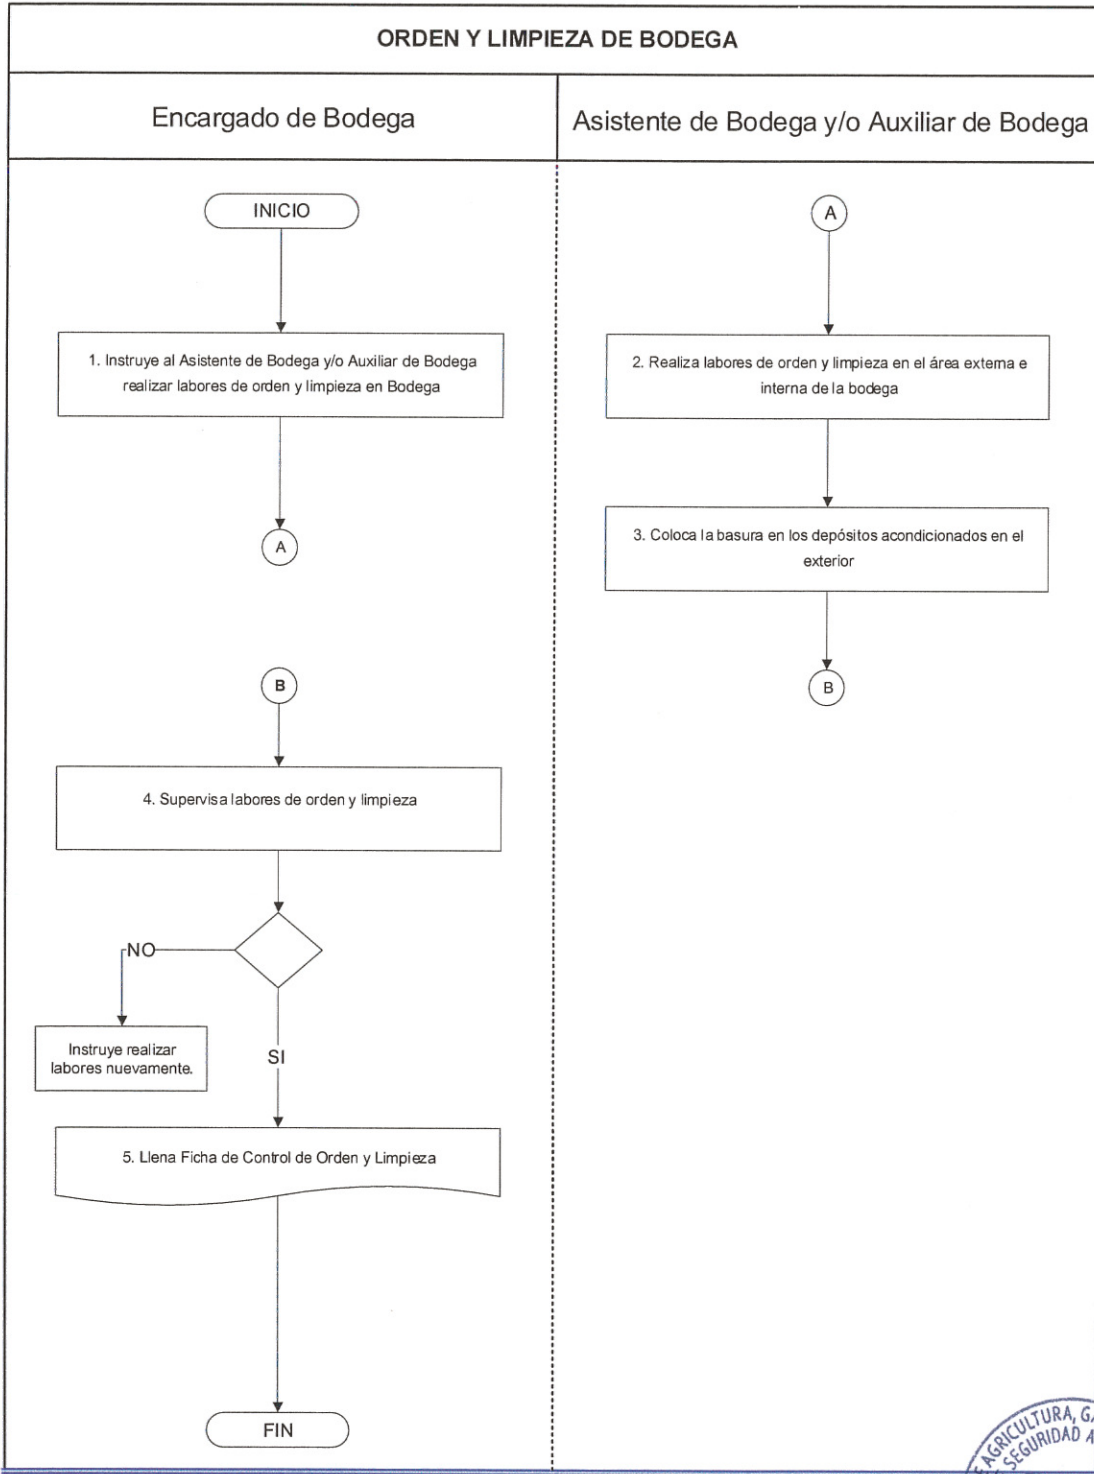 ORDEN Y LIMPIEZA DE BODEGA
Encargado de Bodega
Asistente de Bodega y/o Auxiliar de Bodega
INICIO
1. Instruye al Asistente de Bodega y/o Auxiliar de Bodega
realizar labores de orden y limpieza en Bodega
A
B
4. Supervisa labores de orden y limpieza
NO
Instruye realizar
labores nuevamente.
SI
5. Llena Ficha de Control de Orden y Limpieza
FIN
A
2. Realiza labores de orden y limpieza en el área externa e
interna de la bodega
3. Coloca la basura en los depósitos acondicionados en el
exterior
B
AGRICULTURA,
SEGURIDAD